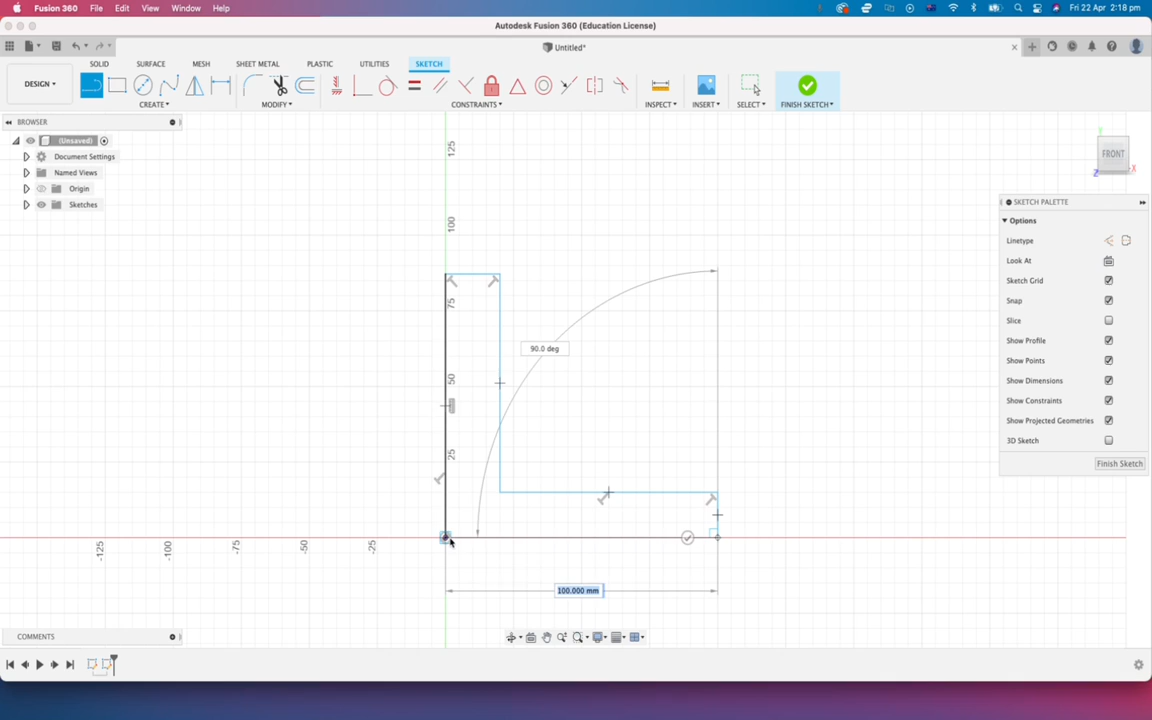 Fusion 360 File Edit View Window Help
Fri 22 Apr 2:18 pm
Autodesk Fusion 360 (Education License)
Untitled*
DESIGN
SOLID SURFACE MESH SHEET METAL PLASTIC UTILITIES SKETCH
CREATE MODIFY CONSTRAINTS INSPECT INSERT SELECT FINISH SKETCH
BROWSER
(Unsaved)
Document Settings
Named Views
Origin
Sketches
FRONT
X
Z
SKETCH PALETTE
Options
Linetype
Look At
Sketch Grid
Snap
Slice
Show Profile
Show Points
Show Dimensions
Show Constraints
Show Projected Geometries
3D Sketch
Finish Sketch
125
100
75
50
25
90.0 deg
-125 -100 -75 -50 -25
100.000 mm
COMMENTS